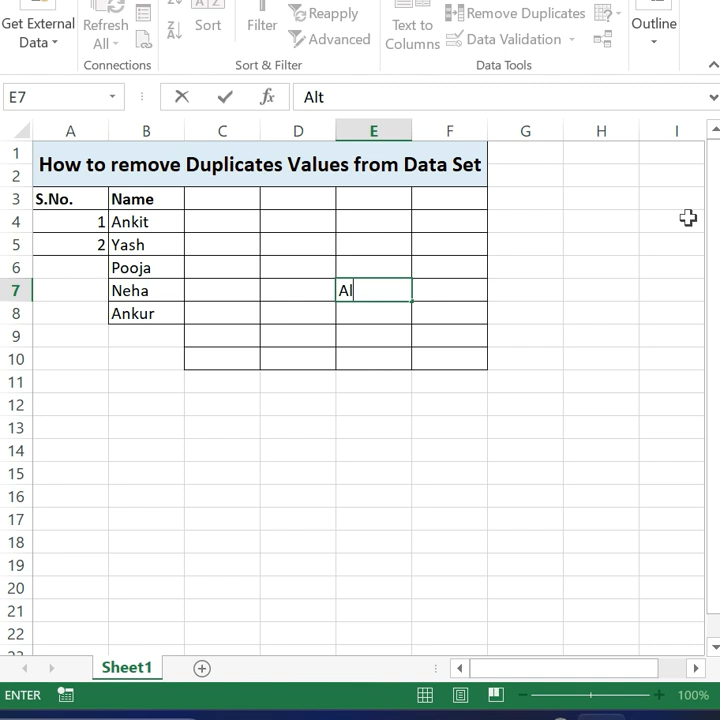 Get External
Data
Refresh
All
Connections
Sort
Filter
Reapply
Advanced
Sort & Filter
Text to
Columns
Remove Duplicates
Data Validation
Data Tools
Outline
E7
fx
Alt
A B C D E F G H I
1
How to remove Duplicates Values from Data Set
2
3 S.No. Name
4 1 Ankit
5 2 Yash
6 Pooja
7 Neha Al
8 Ankur
9
10
11
12
13
14
15
16
17
18
19
20
21
22
Sheet1
ENTER
100%